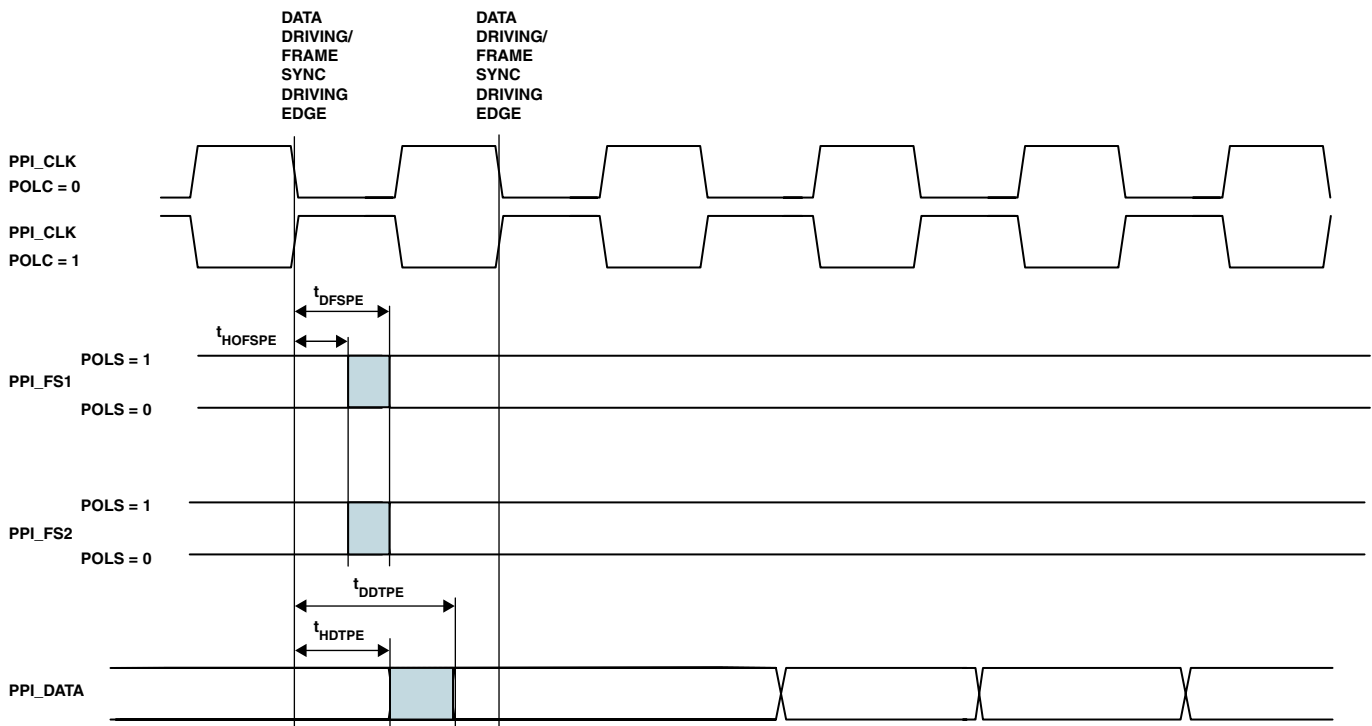 DATA
DRIVING/
FRAME
SYNC
DRIVING
EDGE
DATA
DRIVING/
FRAME
SYNC
DRIVING
EDGE
PPI_CLK
POLC = 0
PPI_CLK
POLC = 1
tDFSPE
tHOFSPE
POLS = 1
PPI_FS1
POLS = 0
POLS = 1
PPI_FS2
POLS = 0
tDDTPE
tHDTPE
PPI_DATA